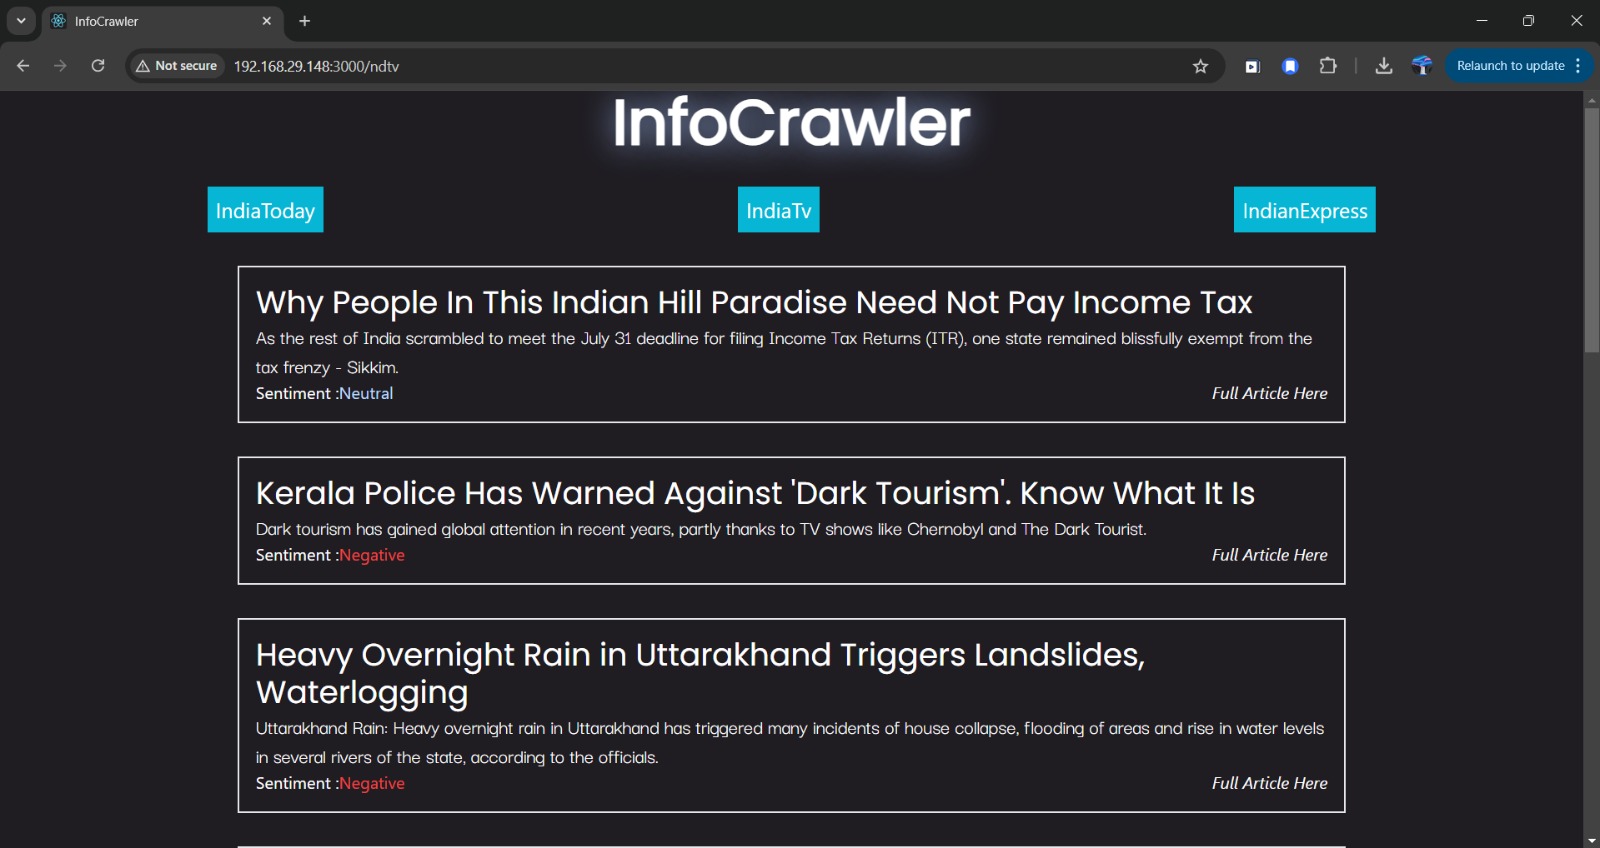 InfoCrawler
Not secure
192.168.29.148:3000/ndtv
Relaunch to update
InfoCrawler
IndiaToday
IndiaTv
IndianExpress
Why People In This Indian Hill Paradise Need Not Pay Income Tax
As the rest of India scrambled to meet the July 31 deadline for filing Income Tax Returns (ITR), one state remained blissfully exempt from the
tax frenzy - Sikkim.
Sentiment :Neutral
Full Article Here
Kerala Police Has Warned Against 'Dark Tourism'. Know What It Is
Dark tourism has gained global attention in recent years, partly thanks to TV shows like Chernobyl and The Dark Tourist.
Sentiment :Negative
Full Article Here
Heavy Overnight Rain in Uttarakhand Triggers Landslides,
Waterlogging
Uttarakhand Rain: Heavy overnight rain in Uttarakhand has triggered many incidents of house collapse, flooding of areas and rise in water levels
in several rivers of the state, according to the officials.
Sentiment :Negative
Full Article Here